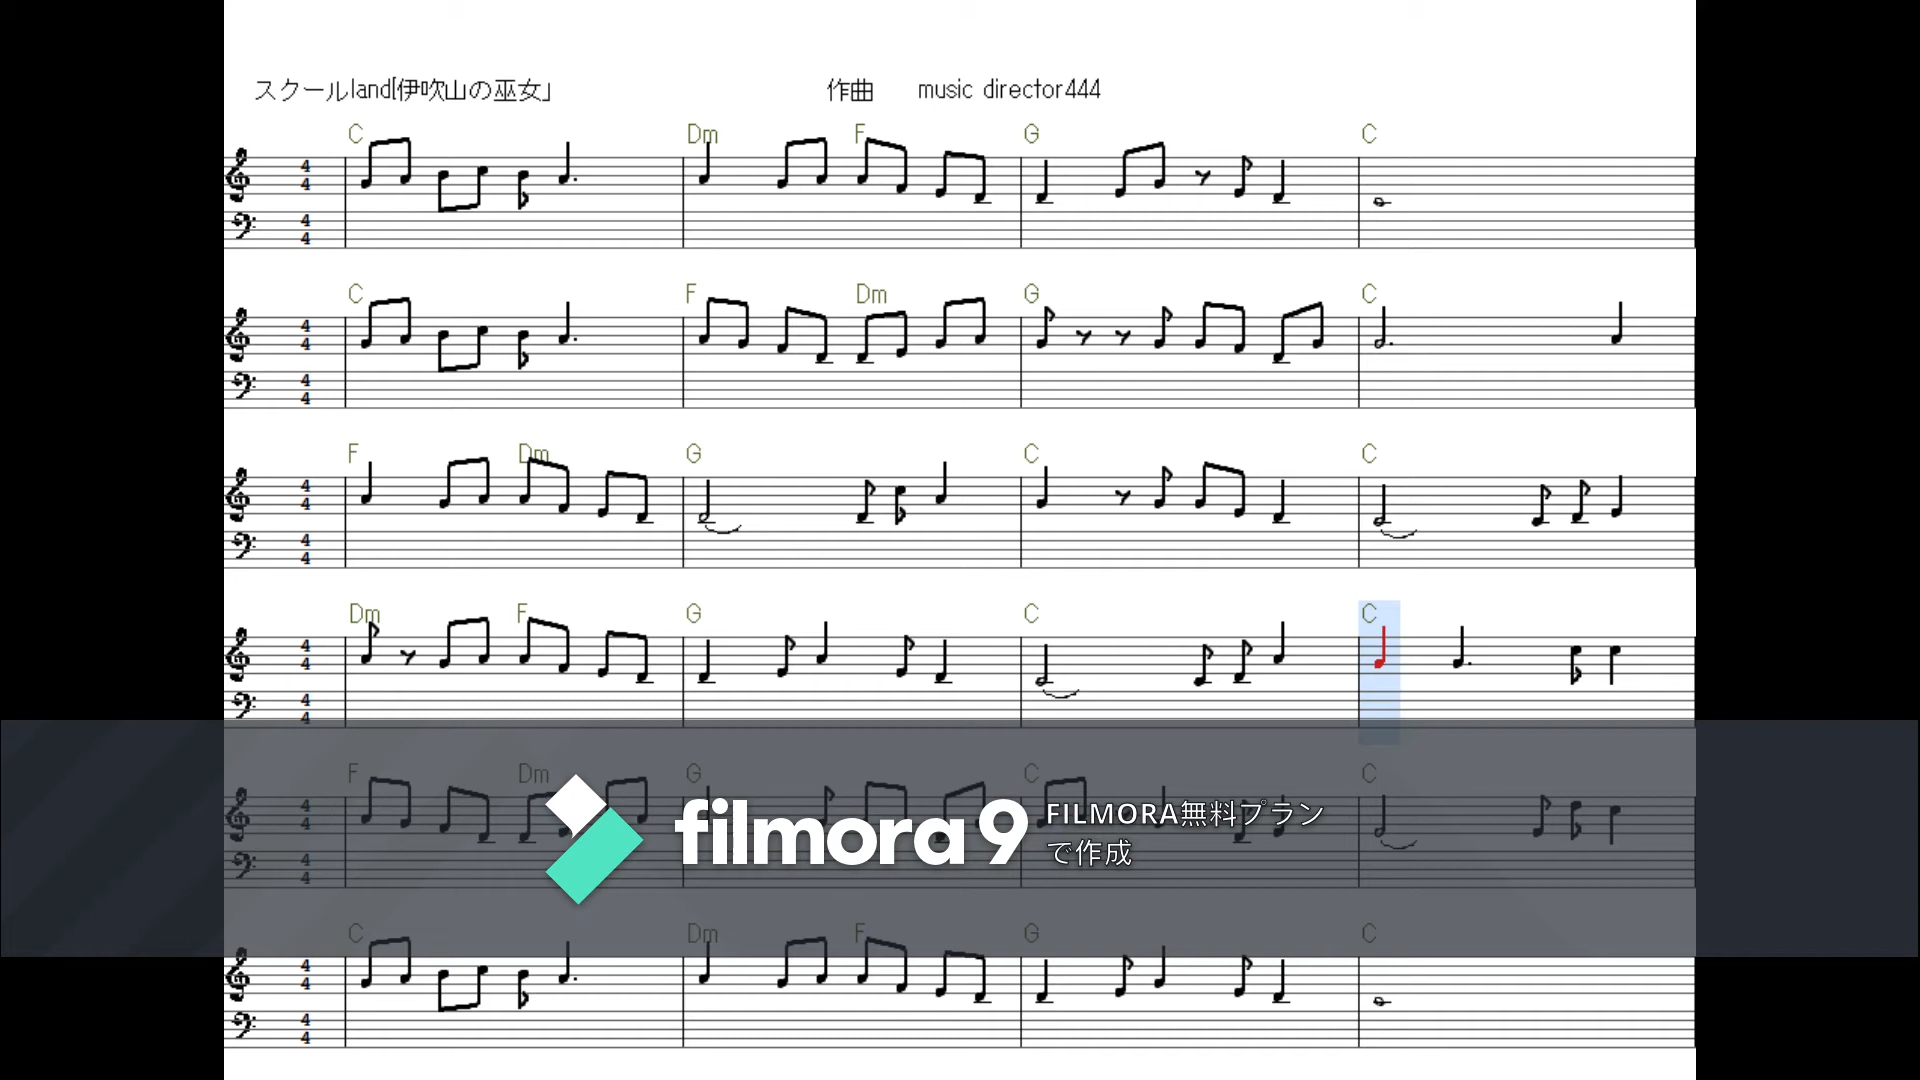 スクールland[伊吹山の巫女」 作曲 music director444
C Dm F G C
C F Dm G C
F Dm G C C
Dm F G C C
F Dm G C C
filmora9 FILMORA無料プラン
で作成
C Dm F G C